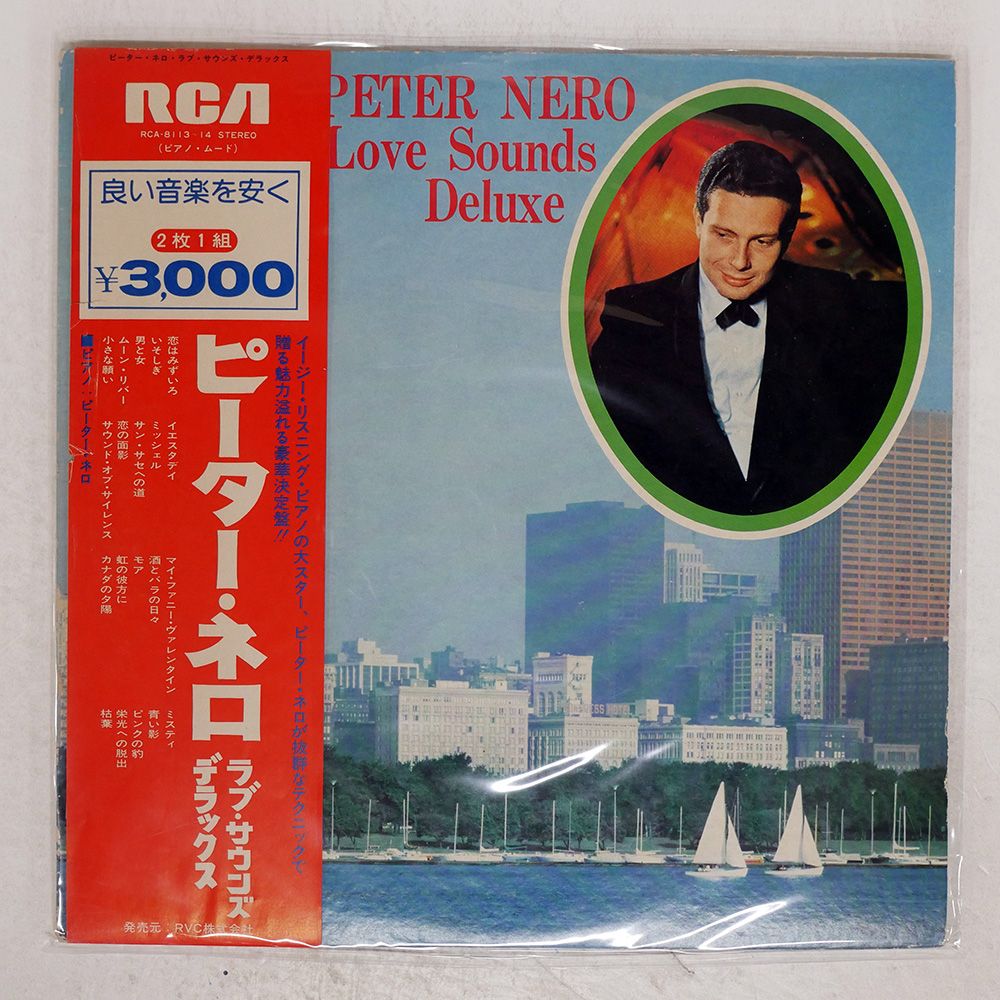 ピーター・ネロ・ラブ・サウンズ・デラックス
RCA
RCA-8113~14 STEREO
(ピアノ・ムード)
良い音楽を安く
2枚1組
¥3,000
イージー・リスニング・ピアノの大スター、ピーター・ネロが抜群なテクニックで
贈る魅力溢れる豪華決定盤!!
ピーター・ネロ
ラブ・サウンズ
デラックス
恋はみずいろ
いそしぎ
男と女
ムーン・リバー
小さな願い
イエスタデイ
ミッシェル
サン・サセへの道
恋の面影
サウンド・オブ・サイレンス
マイ・ファニー・ヴァレンタイン
酒とバラの日々
モア
虹の彼方に
カナダの夕陽
ミスティ
青い影
ピンクの豹
栄光への脱出
枯葉
■ピアノ:ピーター・ネロ
発売元:RVC株式会社
PETER NERO
Love Sounds
Deluxe